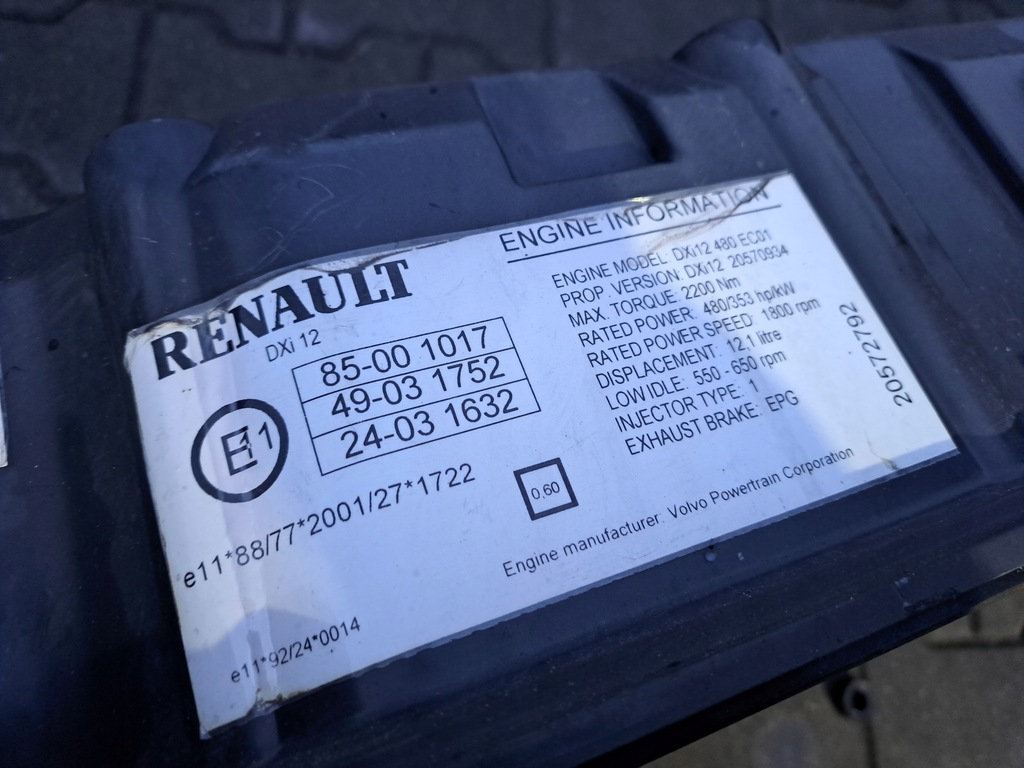 RENAULT
DXi 12
85-00 1017
49-03 1752
24-03 1632
E11
e11*88/77*2001/27*1722
0,60
e11*92/24*0014
ENGINE INFORMATION
ENGINE MODEL: DXi12 480 EC01
PROP. VERSION: DXi12 20570934
MAX. TORQUE: 2200 Nm
RATED POWER: 480/353 hp/kW
RATED POWER SPEED: 1800 rpm
DISPLACEMENT: 12.1 litre
LOW IDLE: 550 - 650 rpm
INJECTOR TYPE: 1
EXHAUST BRAKE: EPG
20572792
Engine manufacturer: Volvo Powertrain Corporation